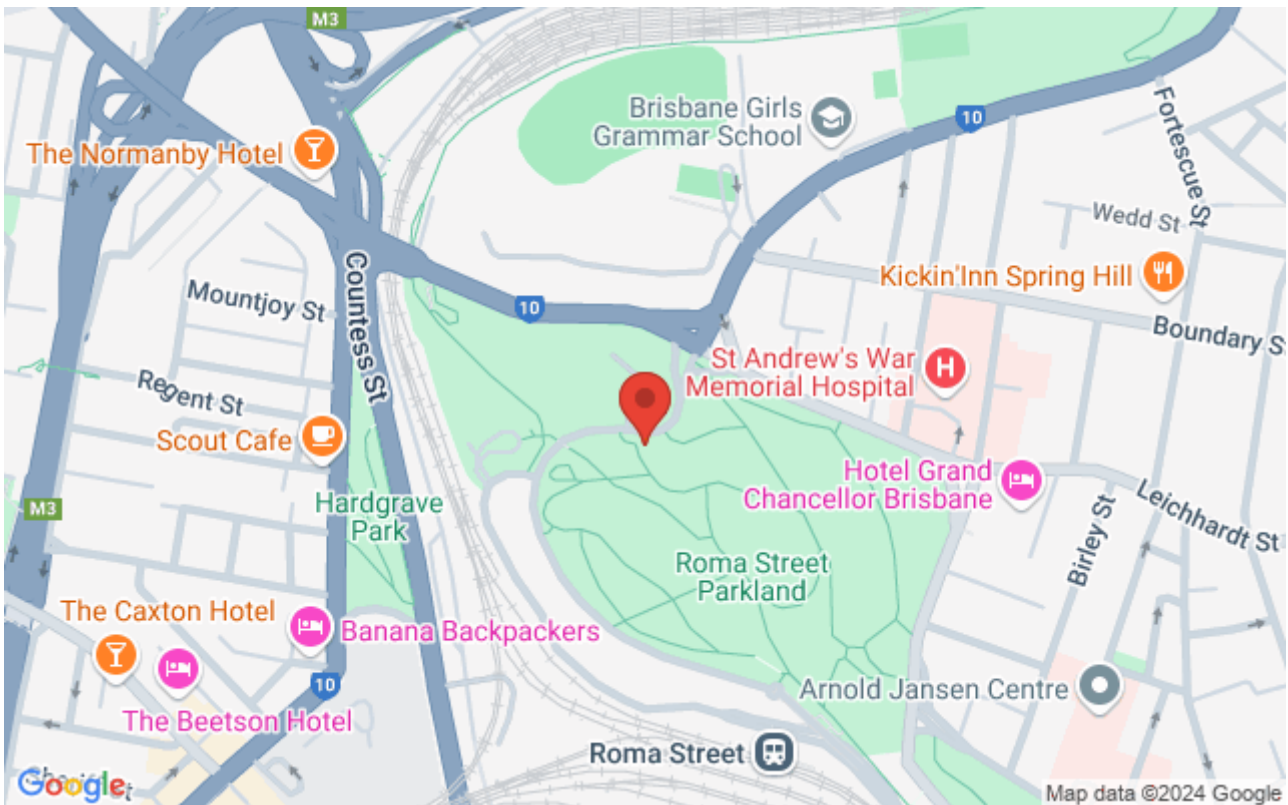 M3
Brisbane Girls
Grammar School
10
Fortescue St
The Normanby Hotel
Wedd St
Kickin'Inn Spring Hill
Countess St
Mountjoy St
10
Boundary S
St Andrew's War
Memorial Hospital
H
Regent St
Scout Cafe
Hotel Grand
Chancellor Brisbane
Hardgrave
Park
M3
Leichhardt St
Birley St
Roma Street
Parkland
The Caxton Hotel
Banana Backpackers
10
Arnold Jansen Centre
The Beetson Hotel
Roma Street
Google
Map data ©2024 Google